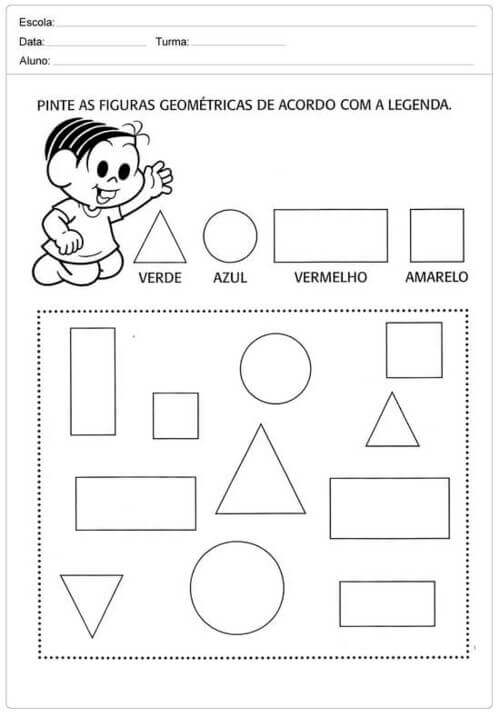 Escola:
Data: Turma:
Aluno:
PINTE AS FIGURAS GEOMÉTRICAS DE ACORDO COM A LEGENDA.
VERDE AZUL VERMELHO AMARELO